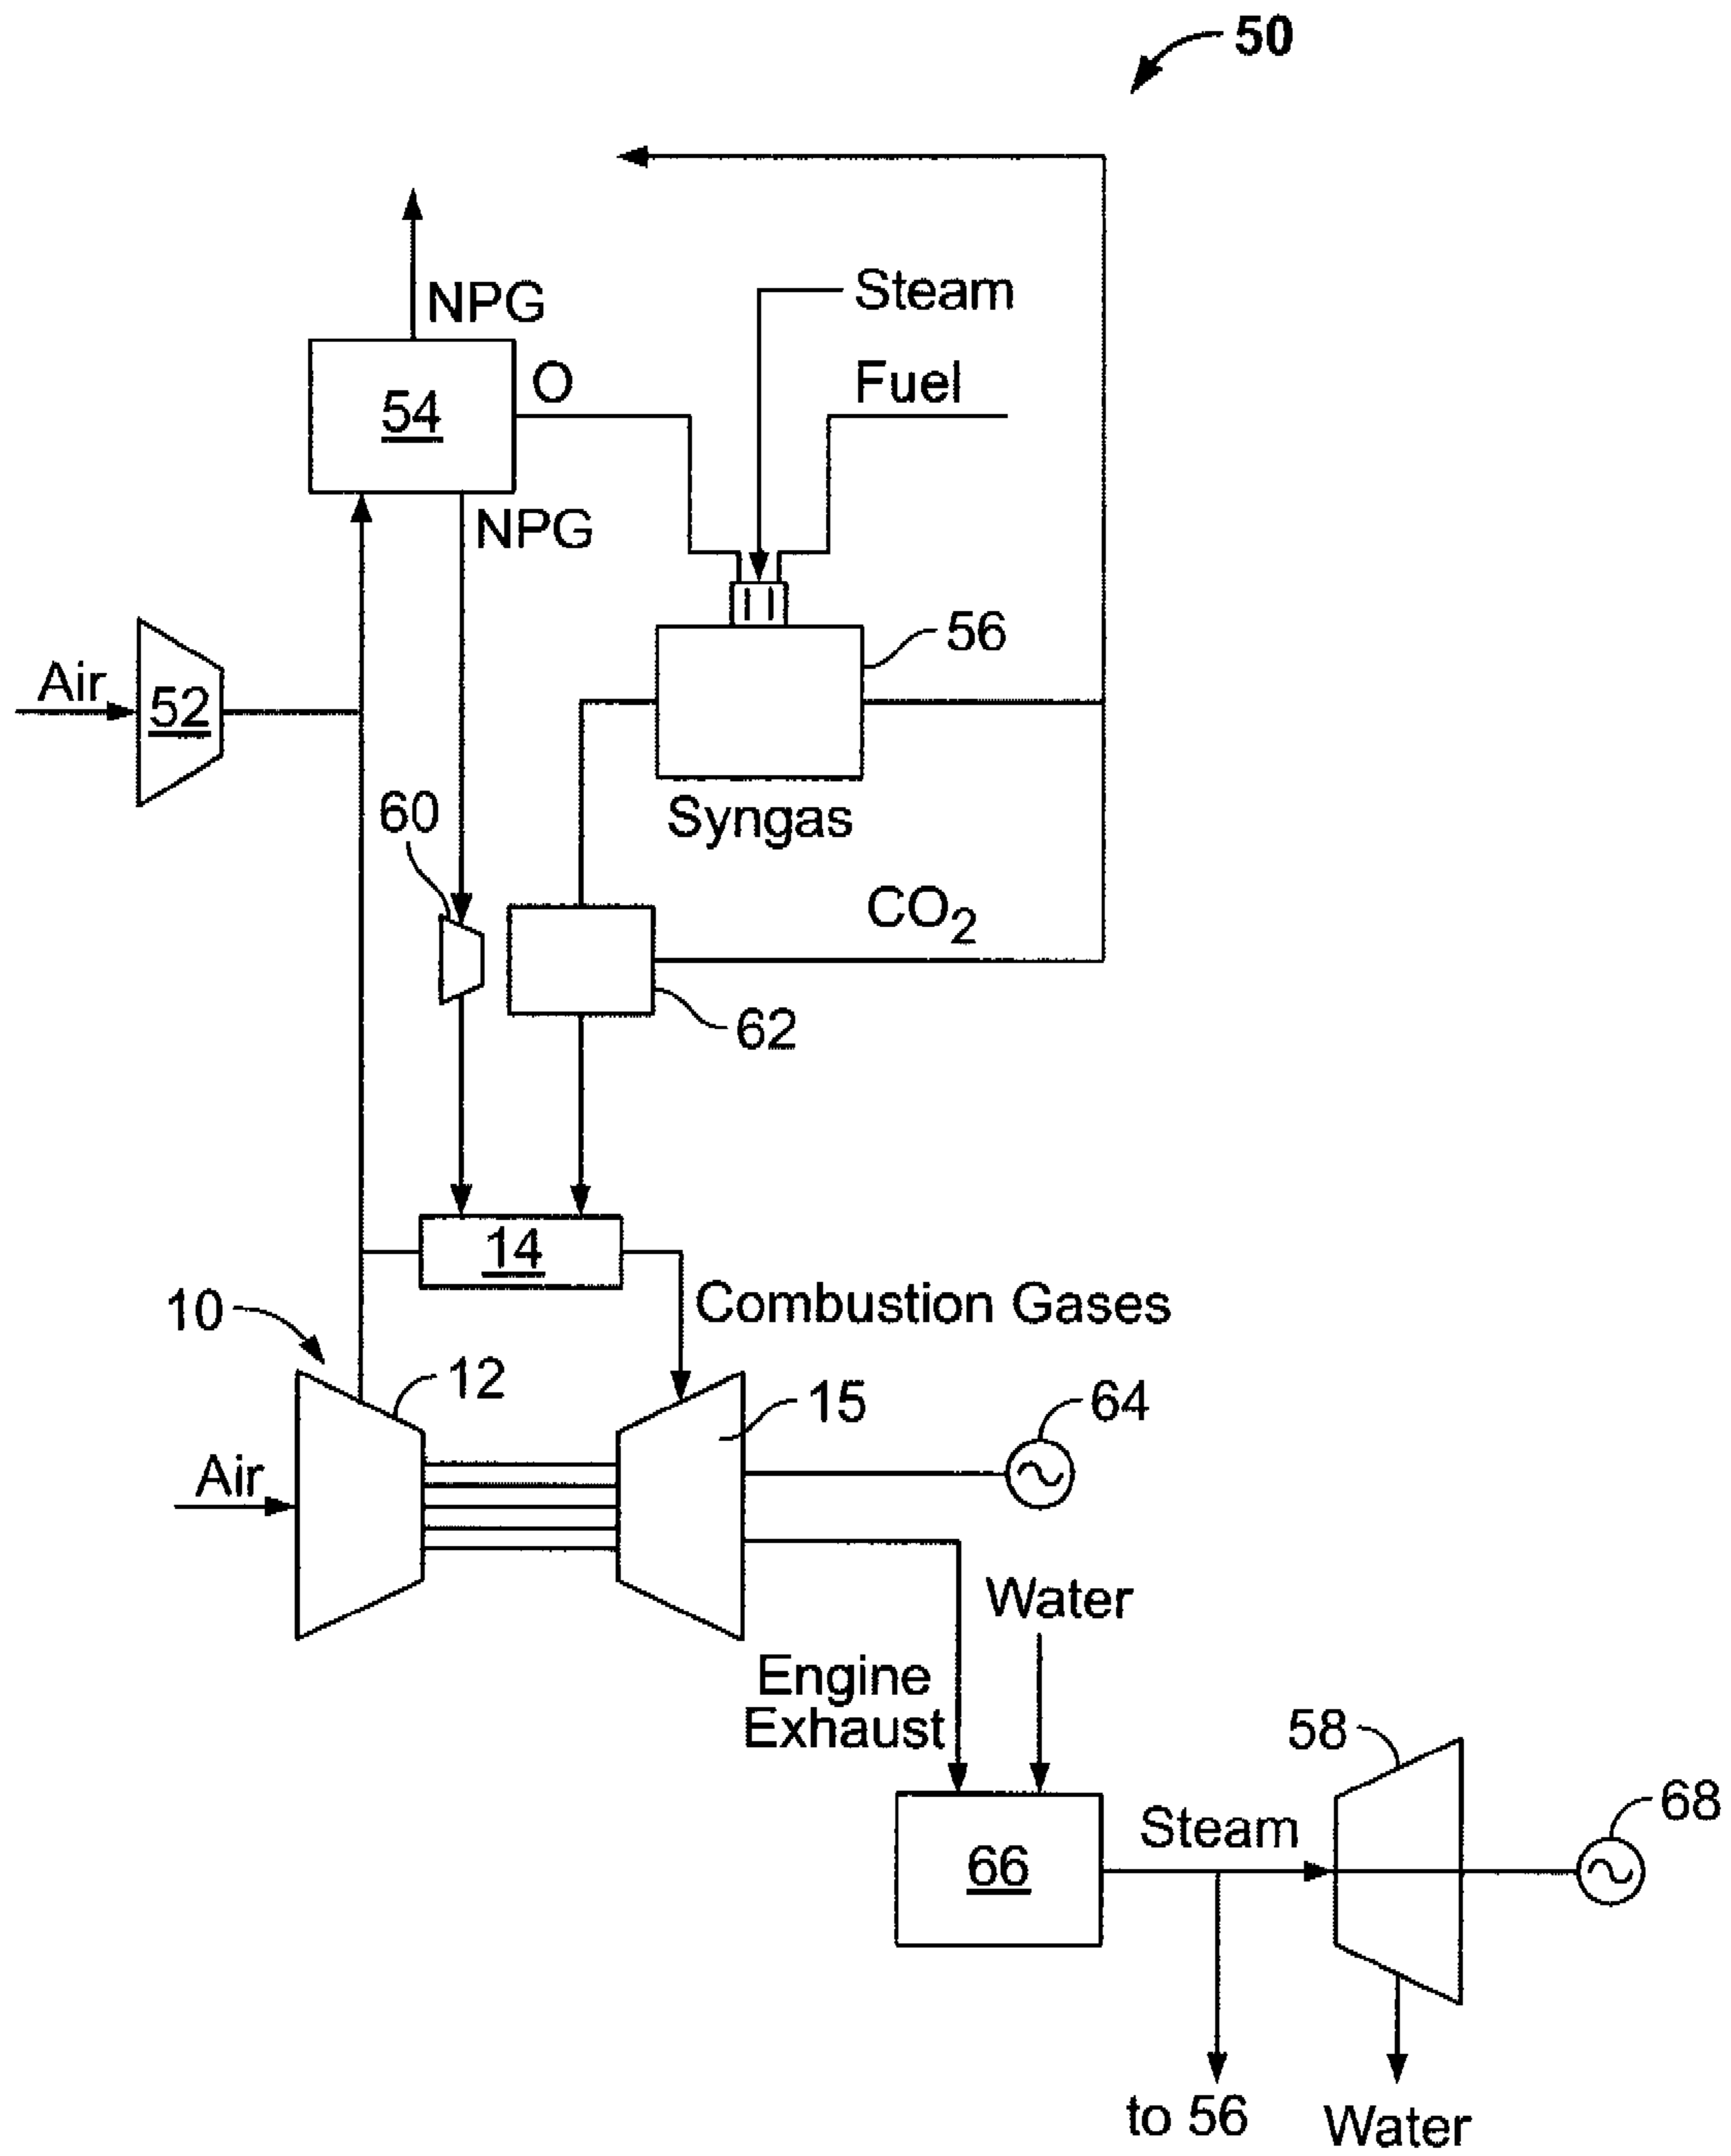 50
NPG
Steam
54
O
Fuel
NPG
Air
52
56
60
Syngas
CO2
62
14
10
Combustion Gases
12
15
64
Air
Water
Engine
Exhaust
58
68
66
Steam
to 56
Water